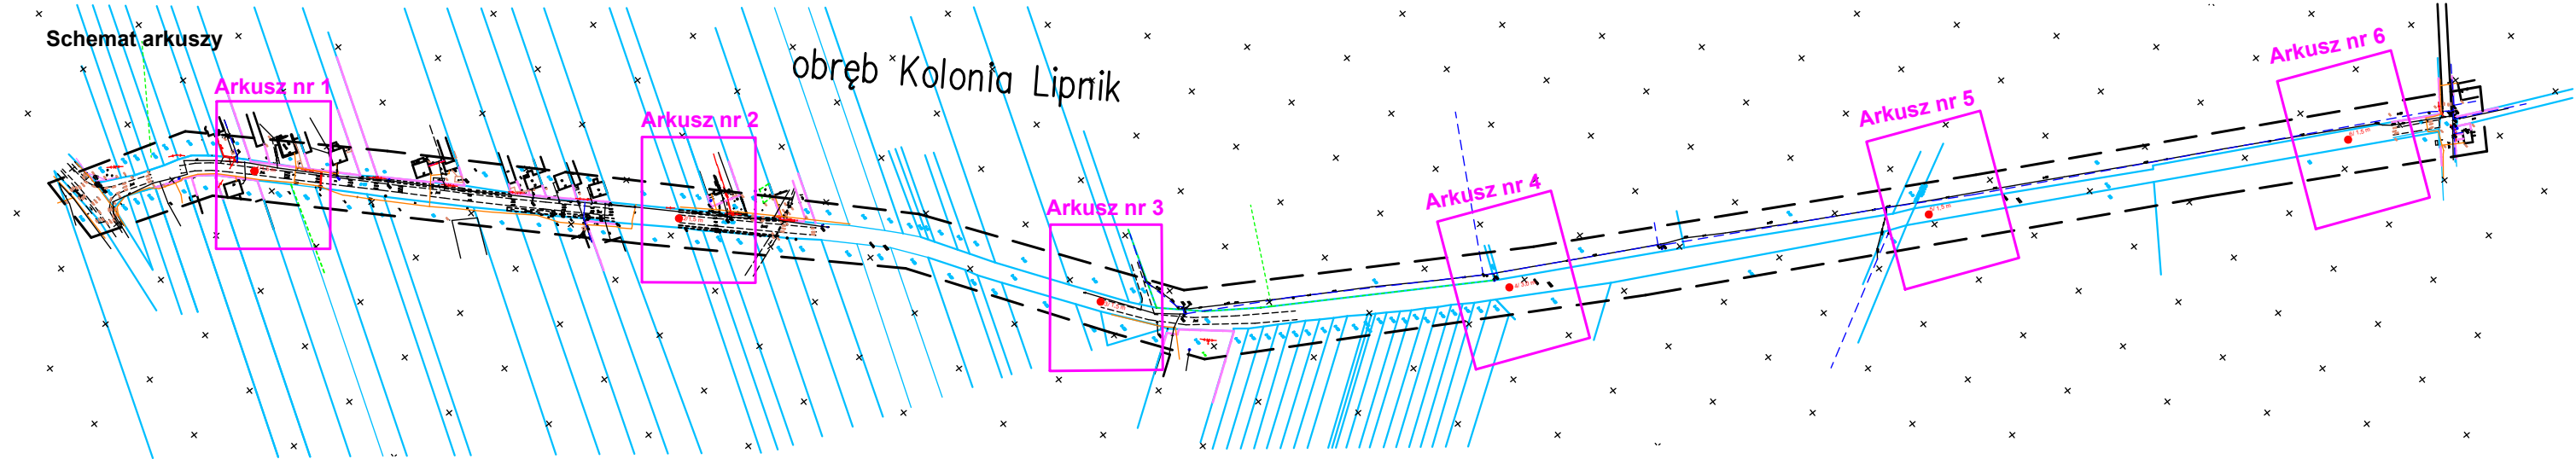 Schemat arkuszy
obręb Kolonia Lipnik
Arkusz nr 1
Arkusz nr 2
Arkusz nr 3
Arkusz nr 4
Arkusz nr 5
Arkusz nr 6